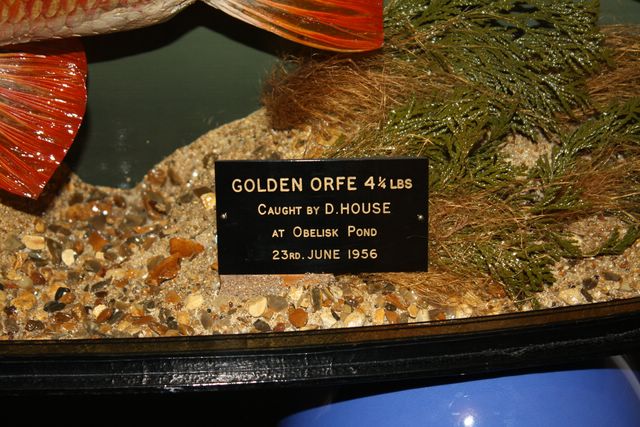 GOLDEN ORFE 4¼ LBS
CAUGHT BY D. HOUSE
AT OBELISK POND
23RD. JUNE 1956